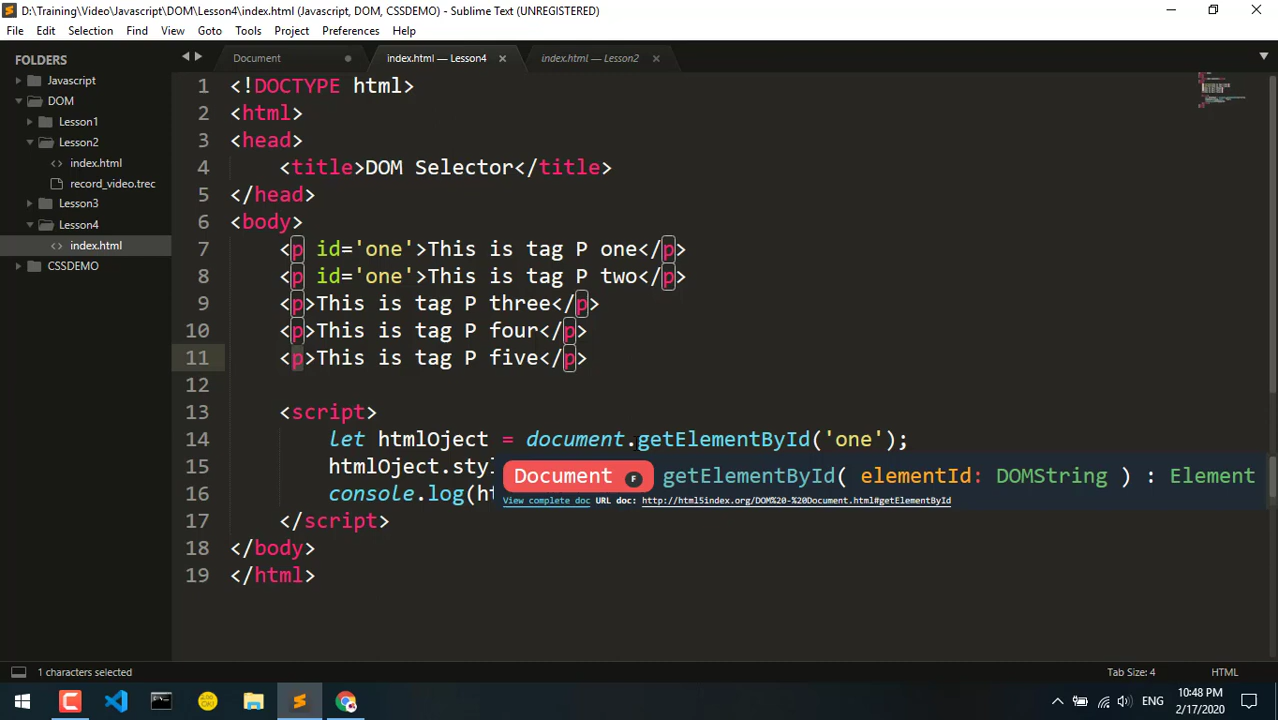 D:\Training\Video\Javascript\DOM\Lesson4\index.html (Javascript, DOM, CSSDEMO) - Sublime Text (UNREGISTERED)
File Edit Selection Find View Goto Tools Project Preferences Help
FOLDERS
Javascript
DOM
Lesson1
Lesson2
index.html
record_video.trec
Lesson3
Lesson4
index.html
CSSDEMO
Document
index.html — Lesson4
index.html — Lesson2
1 <!DOCTYPE html>
2 <html>
3 <head>
4 <title>DOM Selector</title>
5 </head>
6 <body>
7 <p id='one'>This is tag P one</p>
8 <p id='one'>This is tag P two</p>
9 <p>This is tag P three</p>
10 <p>This is tag P four</p>
11 <p>This is tag P five</p>
12
13 <script>
14 let htmlOject = document.getElementById('one');
15 htmlOject.styl
16 console.log(ht
17 </script>
18 </body>
19 </html>
Document F getElementById( elementId: DOMString ) : Element
View complete doc URL doc: http://html5index.org/DOM%20-%20Document.html#getElementById
1 characters selected
Tab Size: 4
HTML
ENG
10:48 PM
2/17/2020